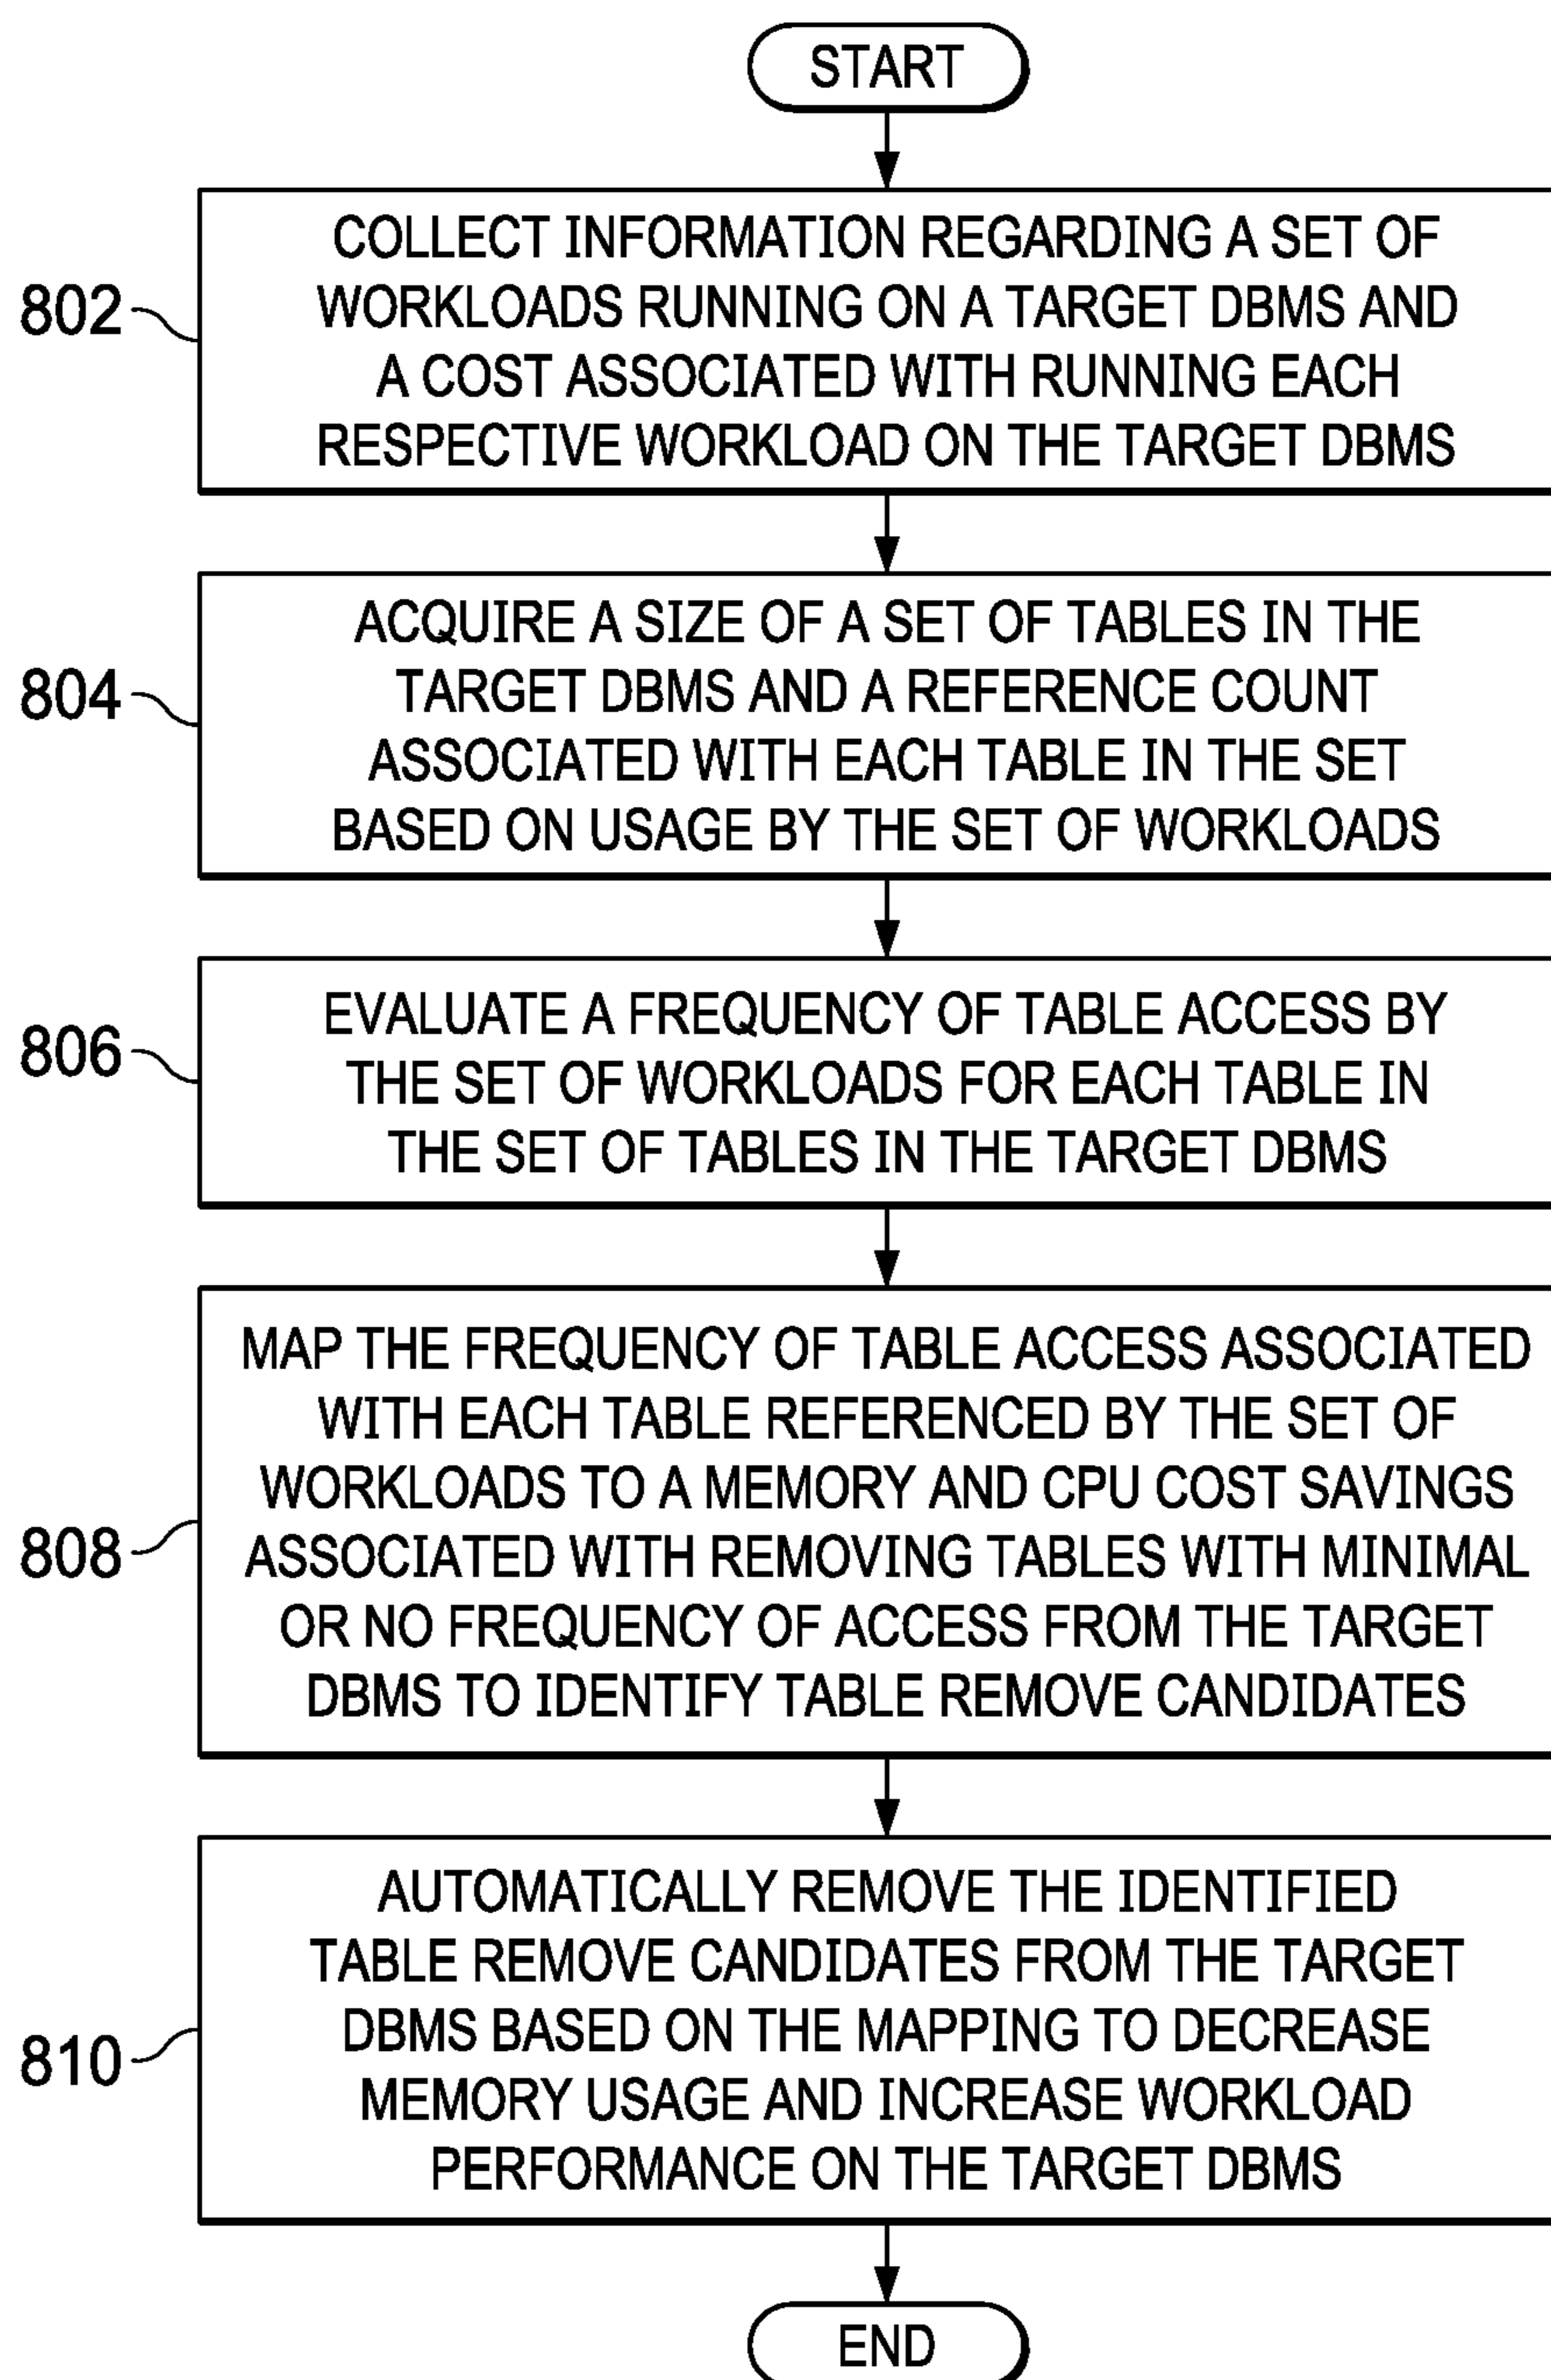 START
802
COLLECT INFORMATION REGARDING A SET OF
WORKLOADS RUNNING ON A TARGET DBMS AND
A COST ASSOCIATED WITH RUNNING EACH
RESPECTIVE WORKLOAD ON THE TARGET DBMS
804
ACQUIRE A SIZE OF A SET OF TABLES IN THE
TARGET DBMS AND A REFERENCE COUNT
ASSOCIATED WITH EACH TABLE IN THE SET
BASED ON USAGE BY THE SET OF WORKLOADS
806
EVALUATE A FREQUENCY OF TABLE ACCESS BY
THE SET OF WORKLOADS FOR EACH TABLE IN
THE SET OF TABLES IN THE TARGET DBMS
808
MAP THE FREQUENCY OF TABLE ACCESS ASSOCIATED
WITH EACH TABLE REFERENCED BY THE SET OF
WORKLOADS TO A MEMORY AND CPU COST SAVINGS
ASSOCIATED WITH REMOVING TABLES WITH MINIMAL
OR NO FREQUENCY OF ACCESS FROM THE TARGET
DBMS TO IDENTIFY TABLE REMOVE CANDIDATES
810
AUTOMATICALLY REMOVE THE IDENTIFIED
TABLE REMOVE CANDIDATES FROM THE TARGET
DBMS BASED ON THE MAPPING TO DECREASE
MEMORY USAGE AND INCREASE WORKLOAD
PERFORMANCE ON THE TARGET DBMS
END